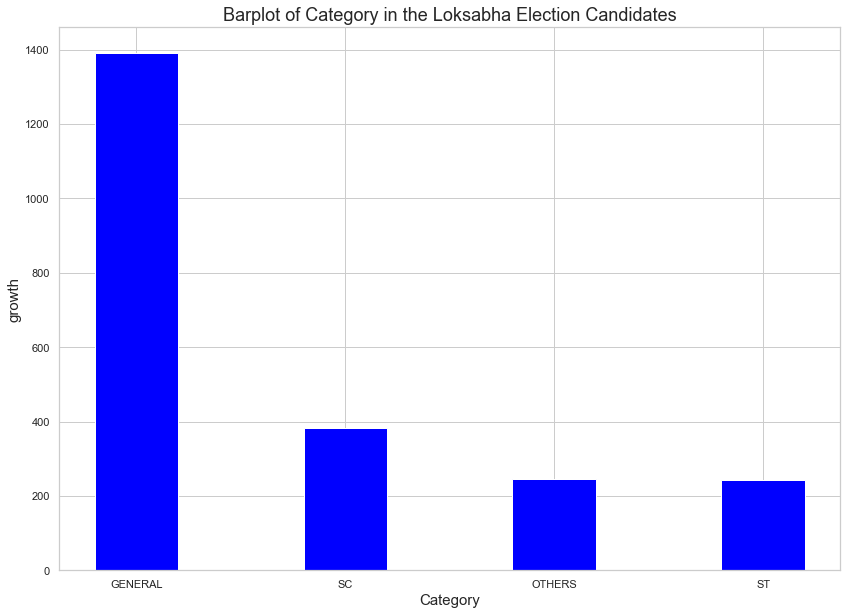 Barplot of Category in the Loksabha Election Candidates
1400
1200
1000
800
600
400
200
0
growth
GENERAL SC OTHERS ST
Category